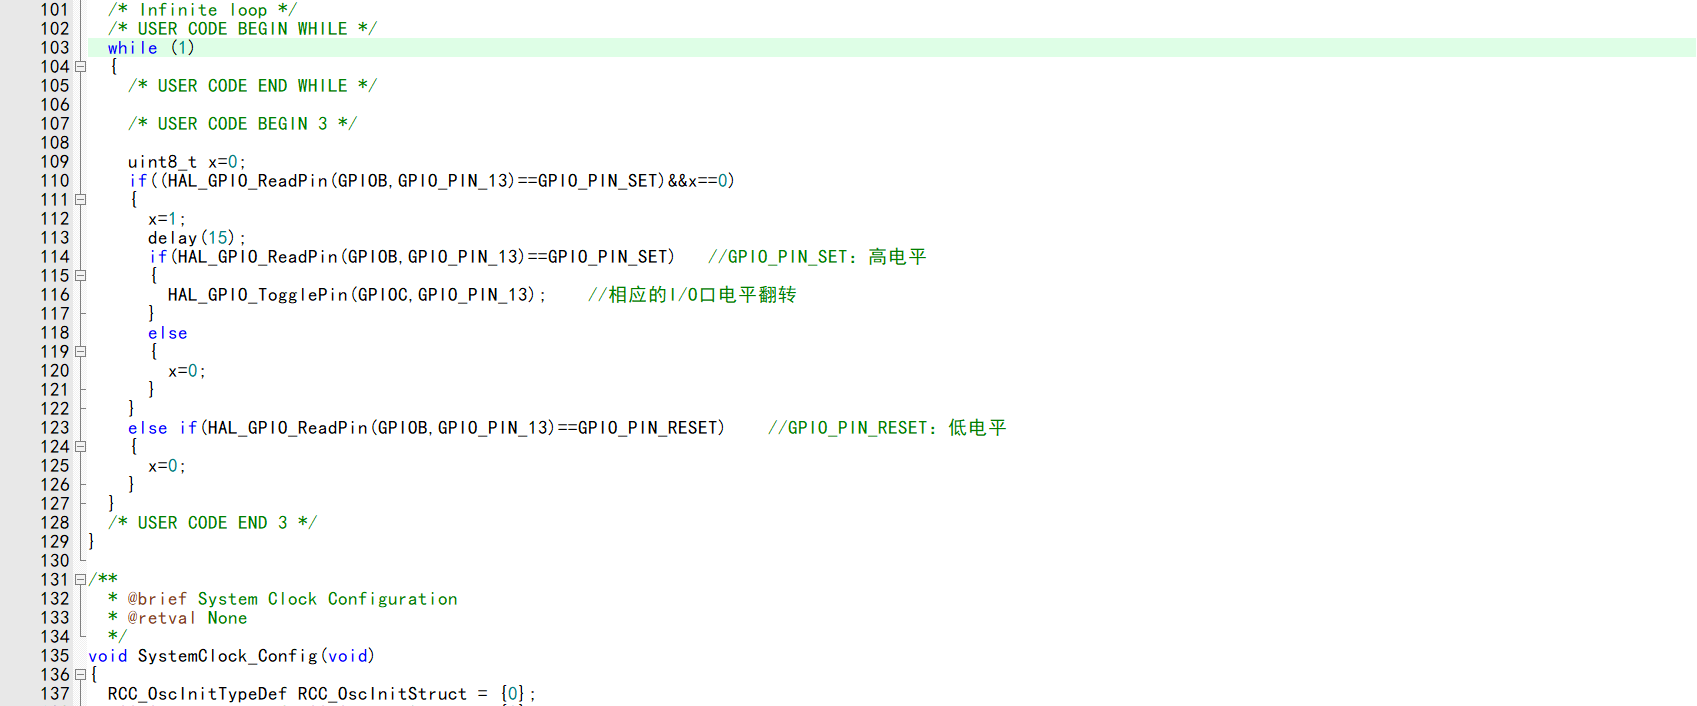 101 /* Infinite loop */
102 /* USER CODE BEGIN WHILE */
103 while (1)
104 {
105 /* USER CODE END WHILE */
106
107 /* USER CODE BEGIN 3 */
108
109 uint8_t x=0;
110 if((HAL_GPIO_ReadPin(GPIOB,GPIO_PIN_13)==GPIO_PIN_SET)&&x==0)
111 {
112 x=1;
113 delay(15);
114 if(HAL_GPIO_ReadPin(GPIOB,GPIO_PIN_13)==GPIO_PIN_SET) //GPIO_PIN_SET：高电平
115 {
116 HAL_GPIO_TogglePin(GPIOC,GPIO_PIN_13); //相应的I/O口电平翻转
117 }
118 else
119 {
120 x=0;
121 }
122 }
123 else if(HAL_GPIO_ReadPin(GPIOB,GPIO_PIN_13)==GPIO_PIN_RESET) //GPIO_PIN_RESET：低电平
124 {
125 x=0;
126 }
127 }
128 /* USER CODE END 3 */
129 }
130
131 /**
132 * @brief System Clock Configuration
133 * @retval None
134 */
135 void SystemClock_Config(void)
136 {
137 RCC_OscInitTypeDef RCC_OscInitStruct = {0};